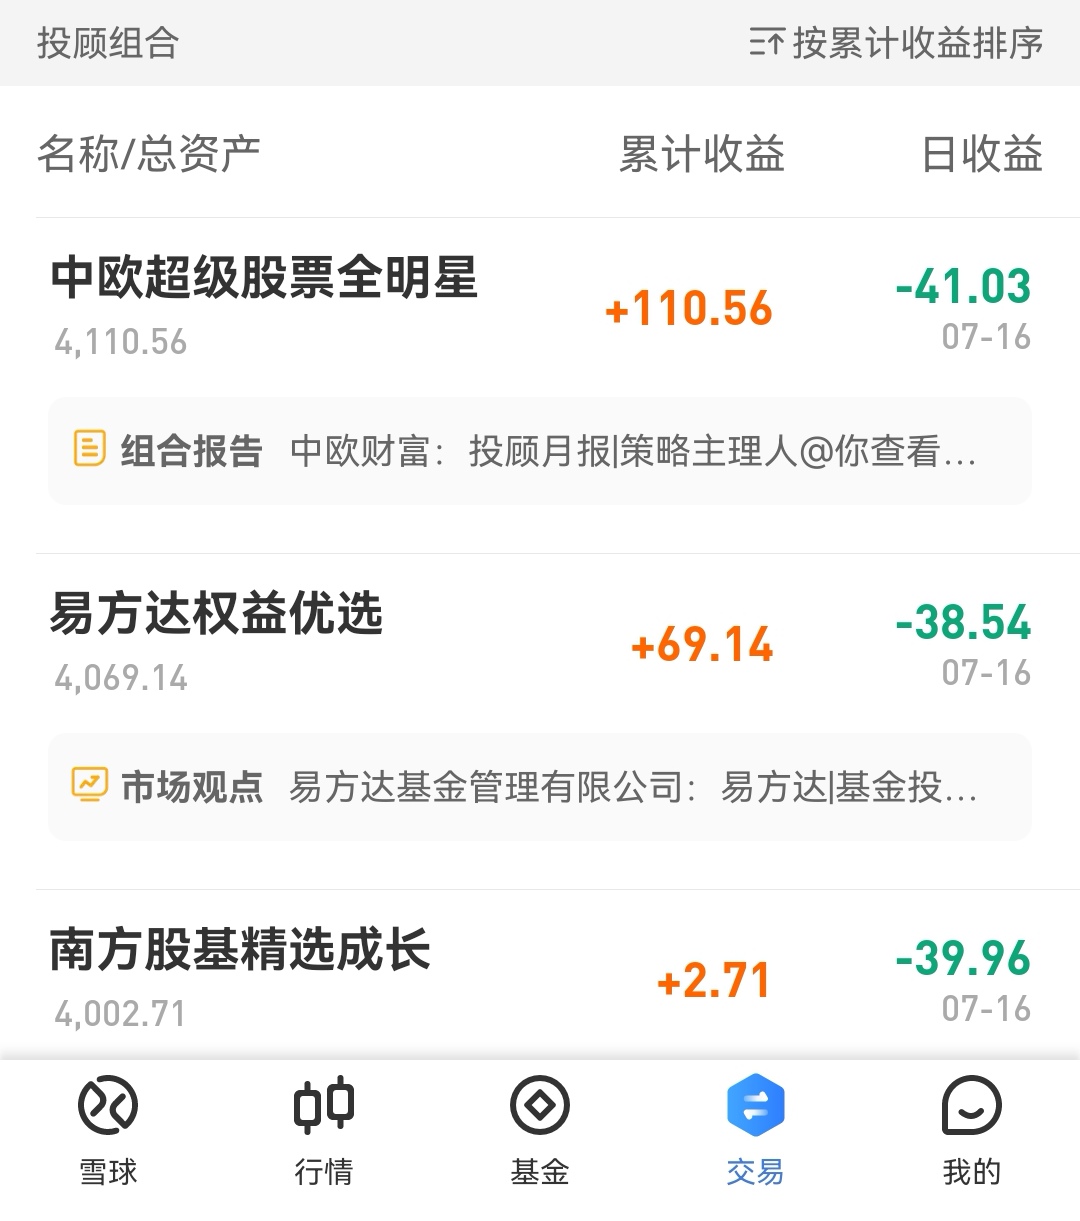 投顾组合 按累计收益排序
名称/总资产 累计收益 日收益
中欧超级股票全明星 +110.56 -41.03
4,110.56 07-16
组合报告 中欧财富：投顾月报|策略主理人@你查看...
易方达权益优选 +69.14 -38.54
4,069.14 07-16
市场观点 易方达基金管理有限公司：易方达|基金投...
南方股基精选成长 +2.71 -39.96
4,002.71 07-16
雪球 行情 基金 交易 我的